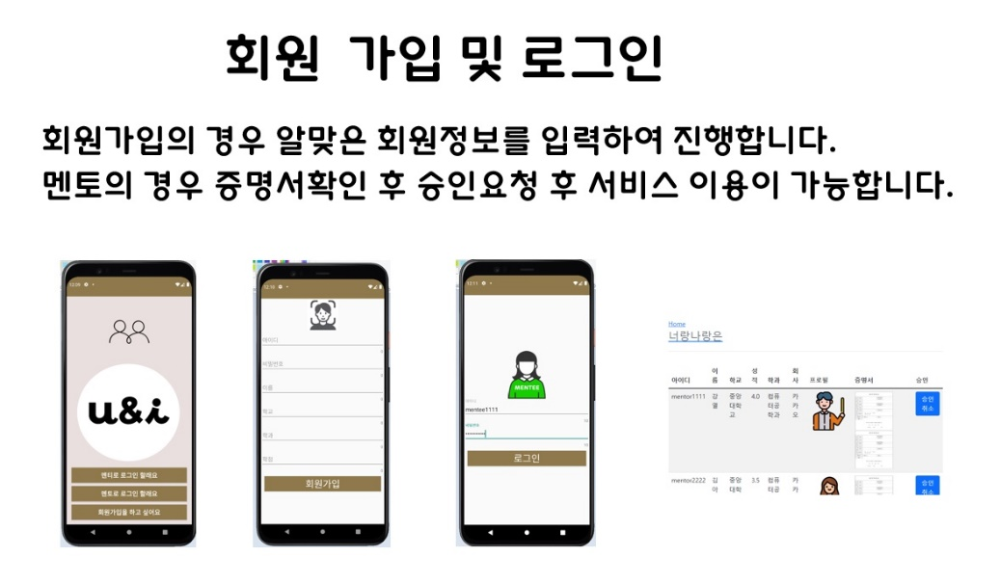 회원 가입 및 로그인
회원가입의 경우 알맞은 회원정보를 입력하여 진행합니다.
멘토의 경우 증명서확인 후 승인요청 후 서비스 이용이 가능합니다.
u&i
멘티로 로그인 할래요
멘토로 로그인 할래요
회원가입을 하고 싶어요
12:16
아이디
비밀번호
이름
학교
학과
학점
회원가입
MENTEE
mentee1111
로그인
Home
너랑나랑은
아이디 이름 학교 성적 학과 회사 프로필 증명서 승인
mentor1111 강열 중앙대학교 4.0 컴퓨터공학과 카카오 승인취소
mentor2222 김아 중앙대학 3.5 컴퓨터공 카카 승인취소